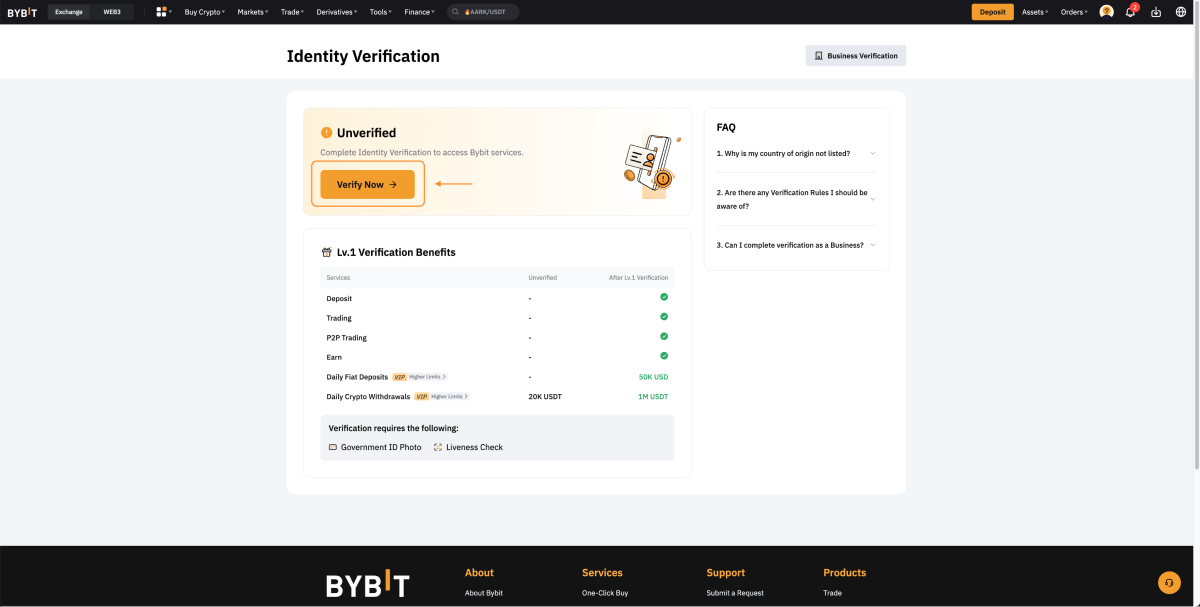 BYBIT
Exchange WEB3
Buy Crypto Markets Trade Derivatives Tools Finance
AARK/USDT
Deposit Assets Orders 2
Identity Verification
Business Verification
Unverified
Complete Identity Verification to access Bybit services.
Verify Now →
FAQ
1. Why is my country of origin not listed?
2. Are there any Verification Rules I should be
aware of?
3. Can I complete verification as a Business?
Lv.1 Verification Benefits
Services Unverified After Lv.1 Verification
Deposit -
Trading -
P2P Trading -
Earn -
Daily Fiat Deposits VIP Higher Limits > - 50K USD
Daily Crypto Withdrawals VIP Higher Limits > 20K USDT 1M USDT
Verification requires the following:
Government ID Photo Liveness Check
BYBIT
About Services Support Products
About Bybit One-Click Buy Submit a Request Trade